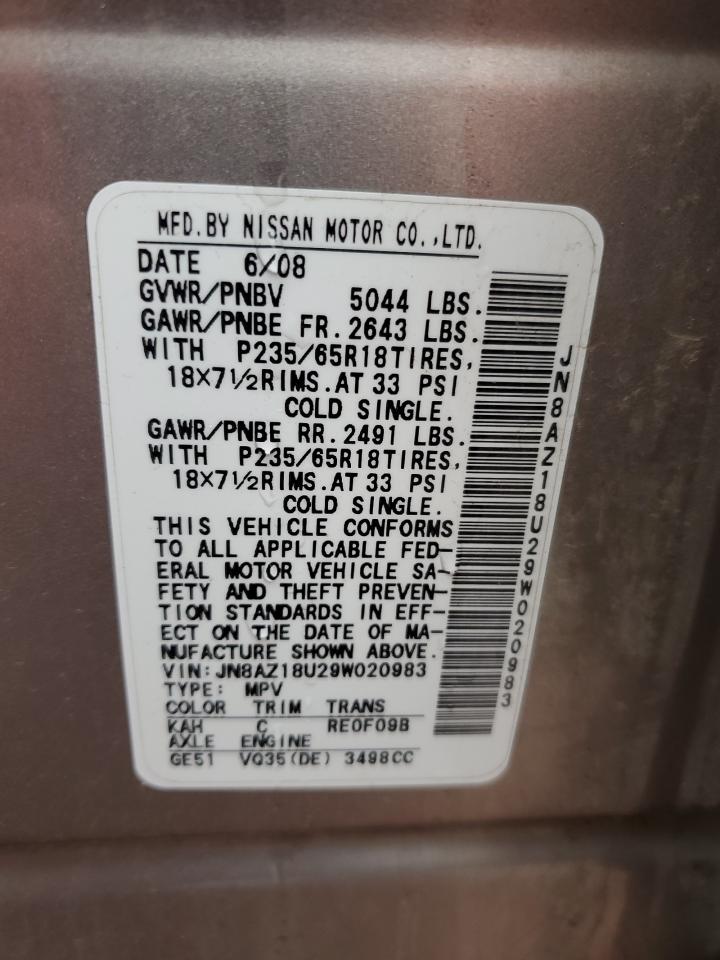 MFD. BY NISSAN MOTOR CO.,LTD.
DATE 6/08
GVWR/PNBV 5044 LBS.
GAWR/PNBE FR. 2643 LBS.
WITH P235/65R18TIRES,
18X7½RIMS. AT 33 PSI
COLD SINGLE.
GAWR/PNBE RR. 2491 LBS.
WITH P235/65R18TIRES,
18X7½RIMS. AT 33 PSI
COLD SINGLE.
THIS VEHICLE CONFORMS
TO ALL APPLICABLE FED-
ERAL MOTOR VEHICLE SA-
FETY AND THEFT PREVEN-
TION STANDARDS IN EFF-
ECT ON THE DATE OF MA-
NUFACTURE SHOWN ABOVE.
VIN: JN8AZ18U29W020983
TYPE: MPV
COLOR TRIM TRANS
KAH C RE0F09B
AXLE ENGINE
GE51 VQ35(DE) 3498CC
JN8AZ18U29W020983